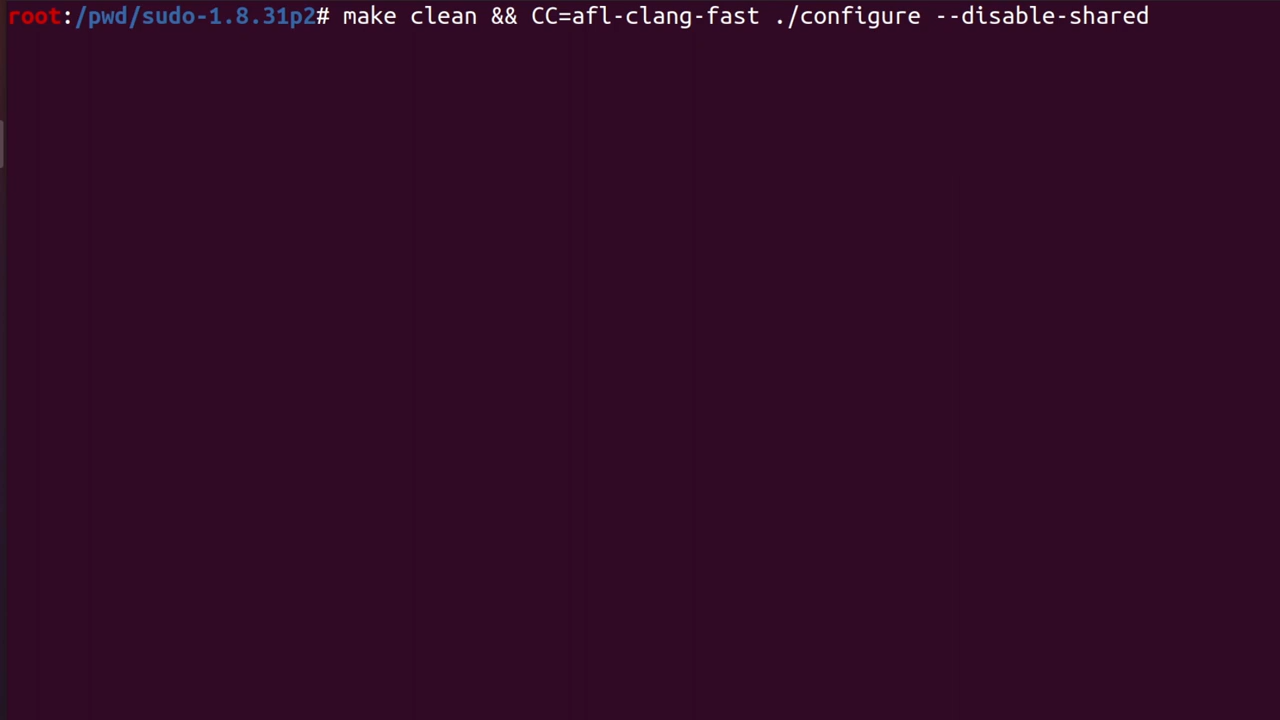 root:/pwd/sudo-1.8.31p2# make clean && CC=afl-clang-fast ./configure --disable-shared